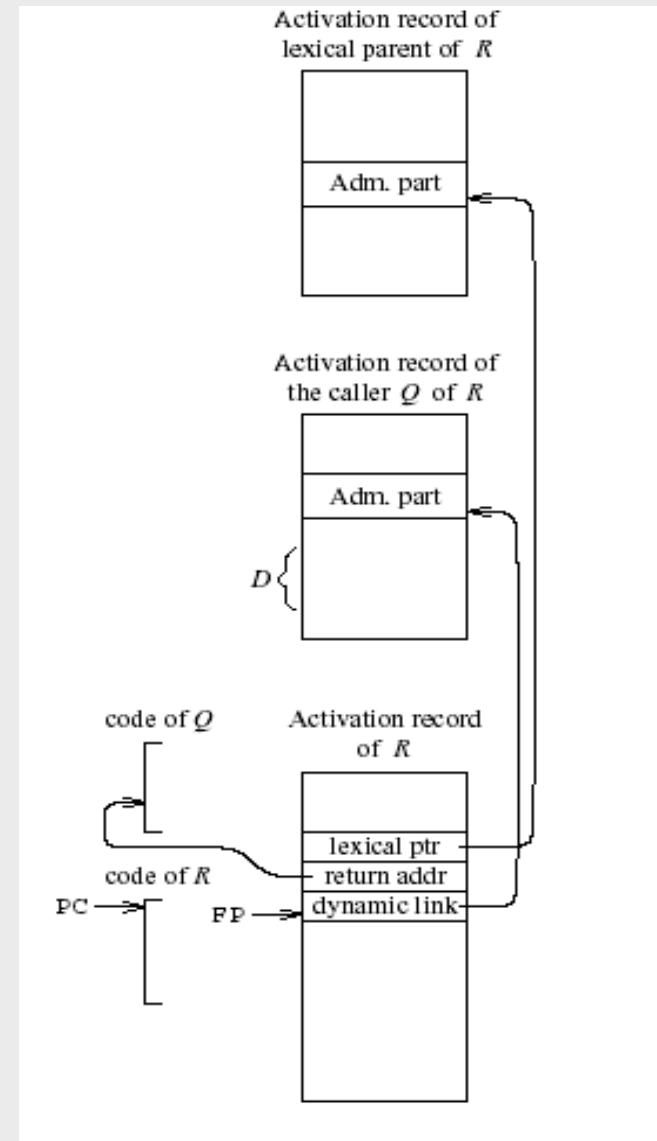 Activation record of
lexical parent of R
Adm. part
Activation record of
the caller Q of R
Adm. part
D
code of Q
Activation record
of R
lexical ptr
return addr
code of R
dynamic link
PC
FP